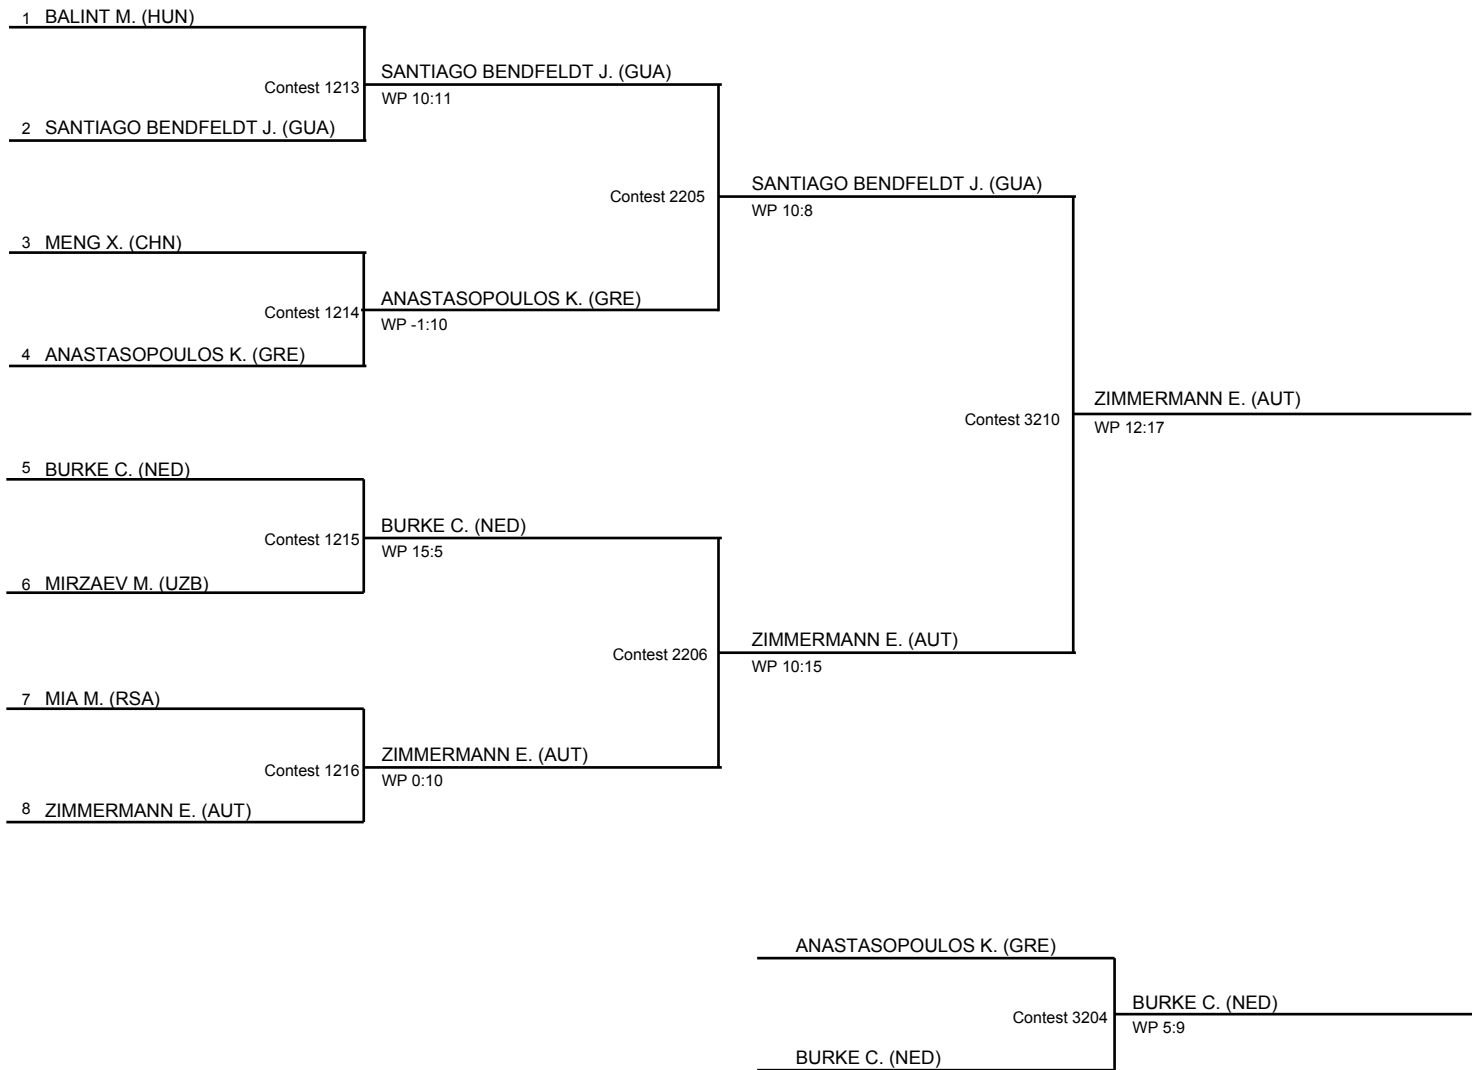 1 BALINT M. (HUN)
Contest 1213
SANTIAGO BENDFELDT J. (GUA)
WP 10:11
2 SANTIAGO BENDFELDT J. (GUA)
Contest 2205
SANTIAGO BENDFELDT J. (GUA)
WP 10:8
3 MENG X. (CHN)
Contest 1214
ANASTASOPOULOS K. (GRE)
WP -1:10
4 ANASTASOPOULOS K. (GRE)
Contest 3210
ZIMMERMANN E. (AUT)
WP 12:17
5 BURKE C. (NED)
Contest 1215
BURKE C. (NED)
WP 15:5
6 MIRZAEV M. (UZB)
Contest 2206
ZIMMERMANN E. (AUT)
WP 10:15
7 MIA M. (RSA)
Contest 1216
ZIMMERMANN E. (AUT)
WP 0:10
8 ZIMMERMANN E. (AUT)
ANASTASOPOULOS K. (GRE)
Contest 3204
BURKE C. (NED)
WP 5:9
BURKE C. (NED)